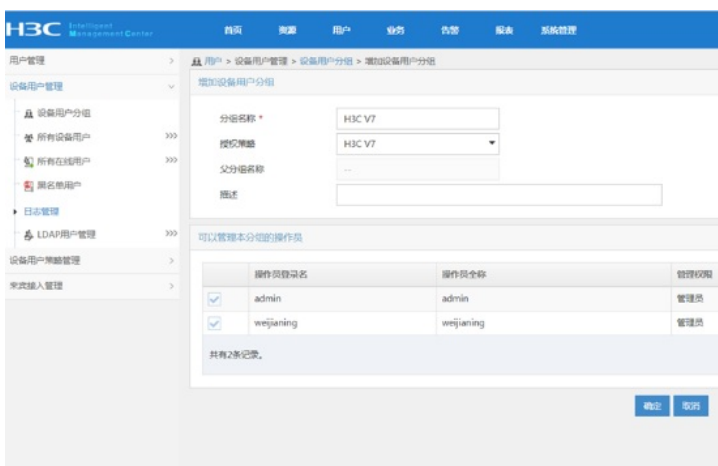 H3C Intelligent Management Center
首页 资源 用户 业务 告警 报表 系统管理
用户管理
设备用户管理
设备用户分组
所有设备用户
所有在线用户
黑名单用户
日志管理
LDAP用户管理
设备用户策略管理
来宾接入管理
用户 > 设备用户管理 > 设备用户分组 > 增加设备用户分组
增加设备用户分组
分组名称 * H3C V7
授权策略 H3C V7
父分组名称 --
描述
可以管理本分组的操作员
操作员登录名 操作员全称 管理权限
admin admin 管理员
weijianing weijianing 管理员
共有2条记录。
确定 取消